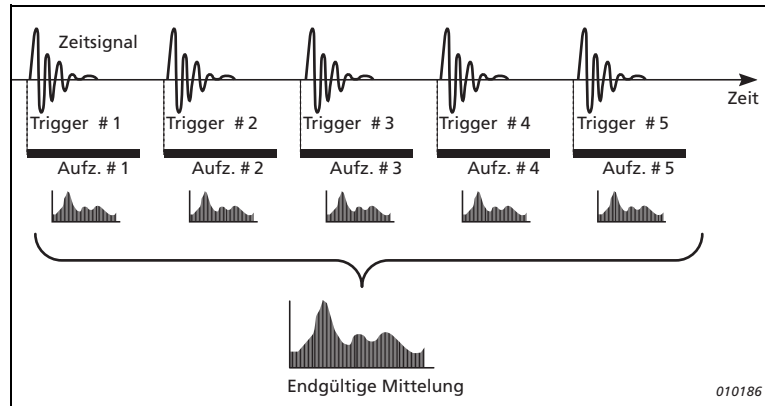 Zeitsignal
Zeit
Trigger # 1 Trigger # 2 Trigger # 3 Trigger # 4 Trigger # 5
Aufz. # 1 Aufz. # 2 Aufz. # 3 Aufz. # 4 Aufz. # 5
Endgültige Mittelung
010186